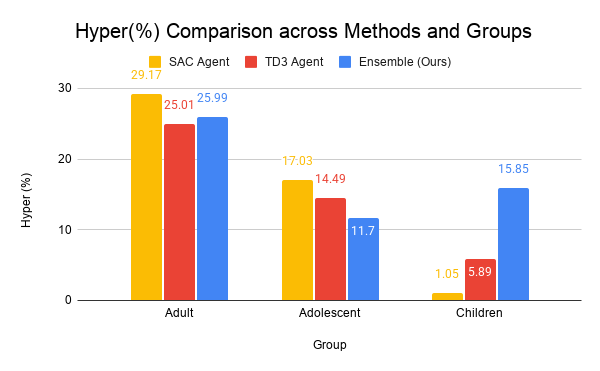 Hyper(%) Comparison across Methods and Groups
SAC Agent TD3 Agent Ensemble (Ours)
29.17 25.01 25.99
17.03 14.49 11.7
1.05 5.89 15.85
30
20
10
0
Hyper (%)
Adult Adolescent Children
Group